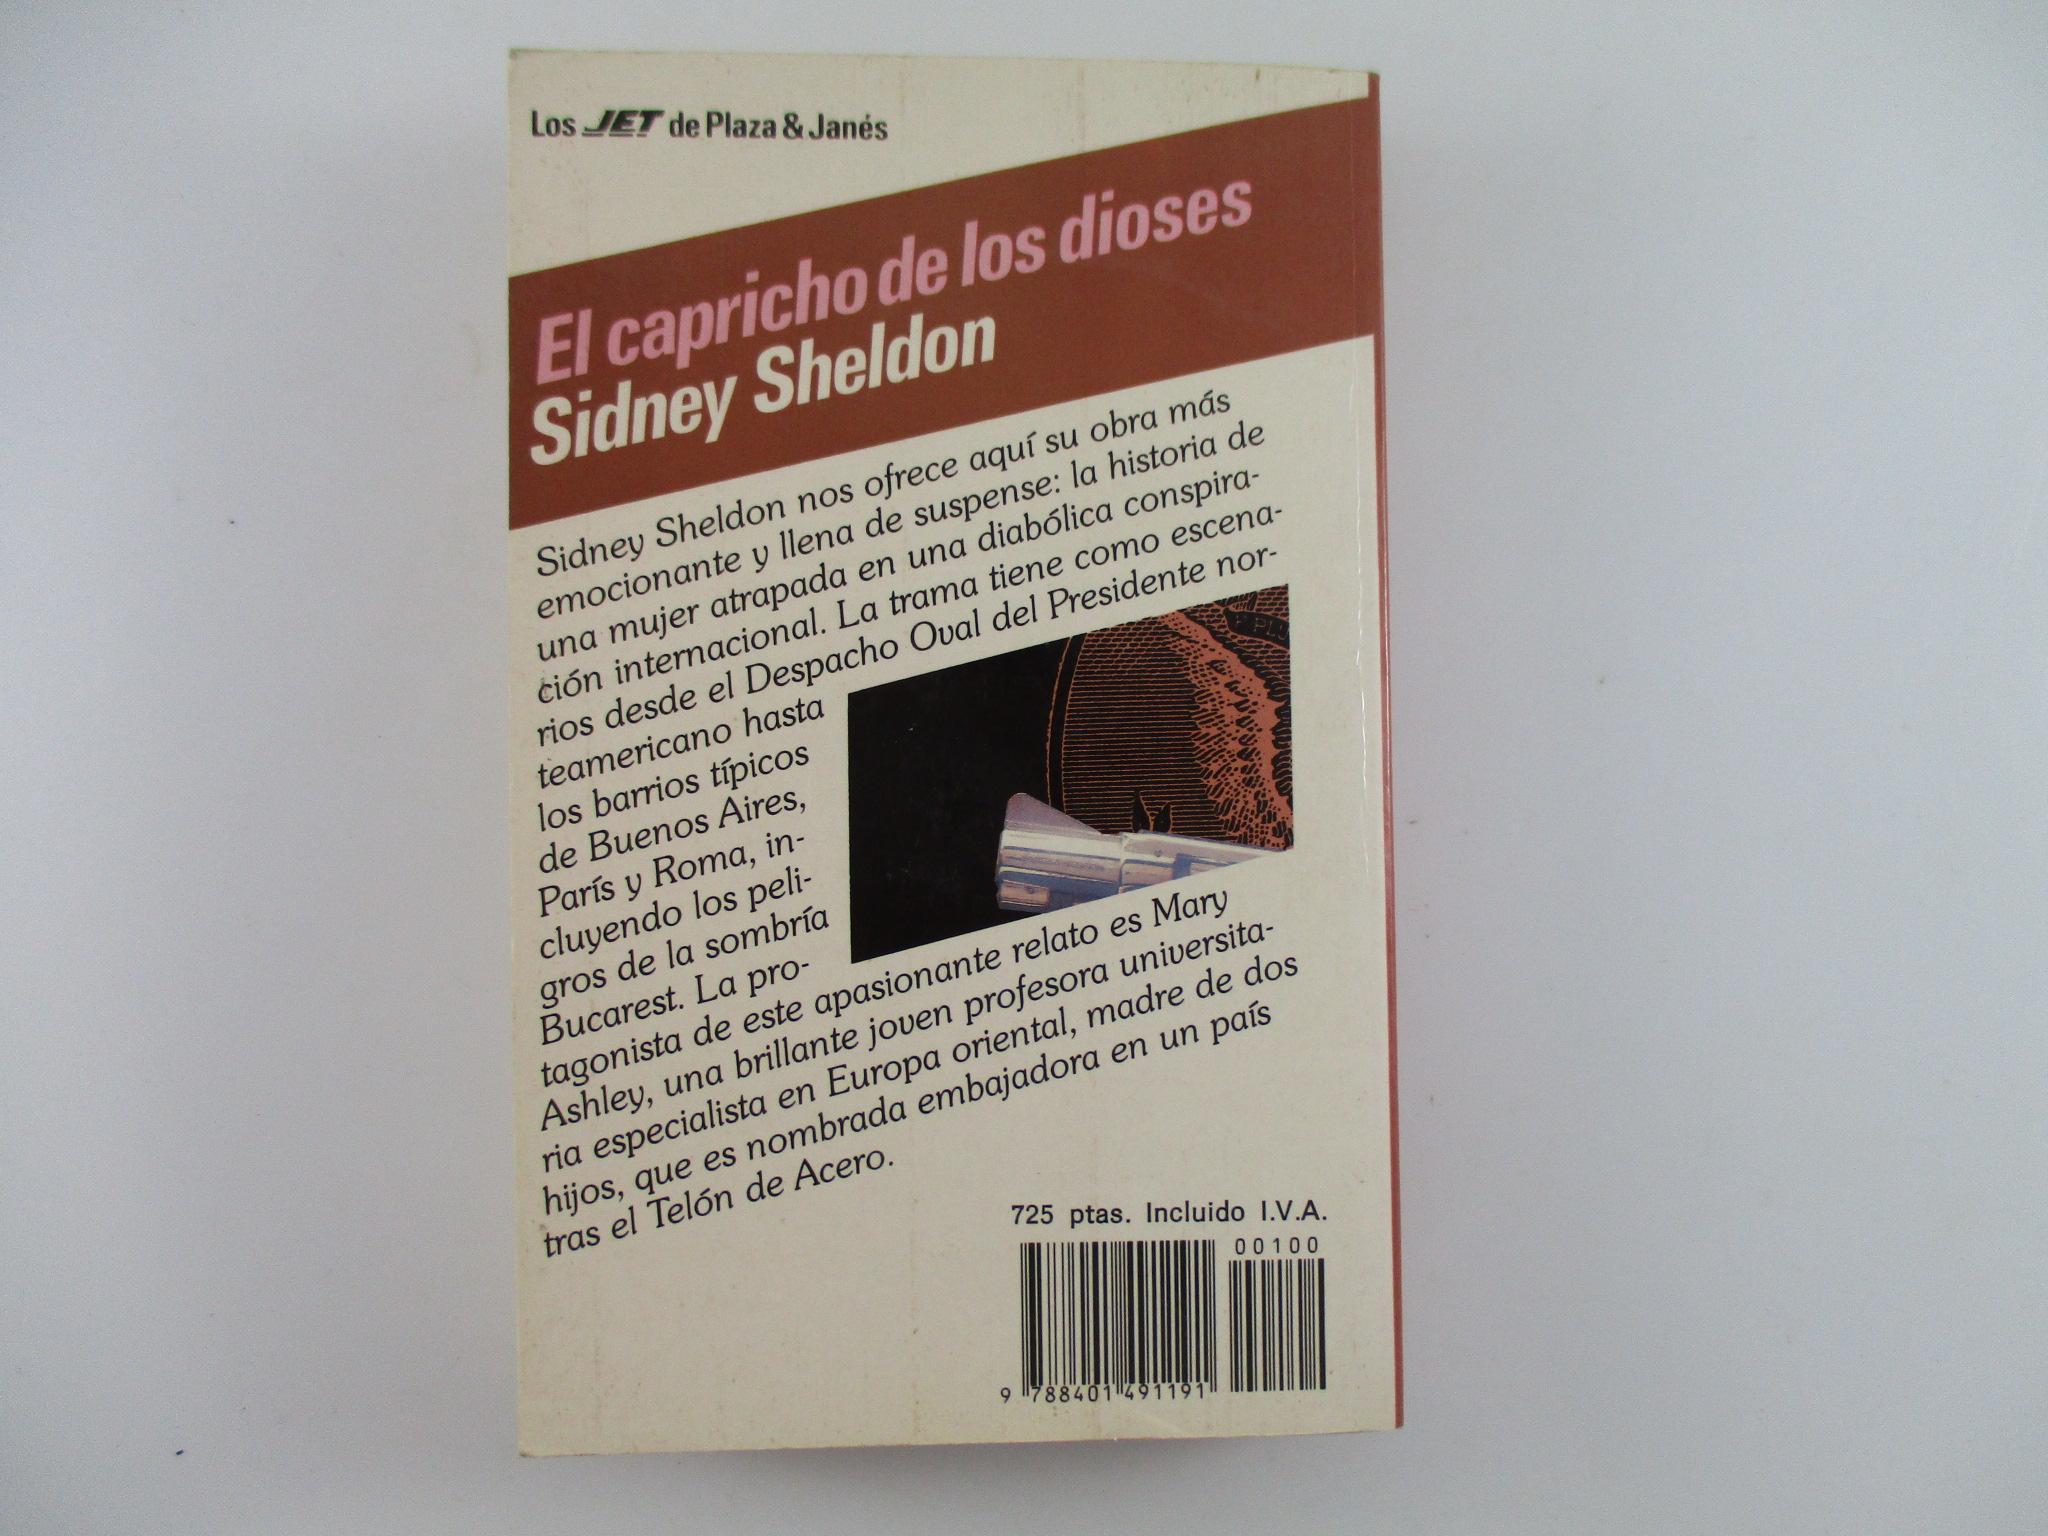 Los JET de Plaza & Janés
El capricho de los dioses
Sidney Sheldon
Sidney Sheldon nos ofrece aquí su obra más
emocionante y llena de suspense: la historia de
una mujer atrapada en una diabólica conspira-
ción internacional. La trama tiene como escena-
rios desde el Despacho Oval del Presidente nor-
teamericano hasta
los barrios típicos
de Buenos Aires,
París y Roma, in-
cluyendo los peli-
gros de la sombría
Bucarest. La pro-
tagonista de este apasionante relato es Mary
Ashley, una brillante joven profesora universita-
ria especialista en Europa oriental, madre de dos
hijos, que es nombrada embajadora en un país
tras el Telón de Acero.
725 ptas. Incluido I.V.A.
00100
9 788401 491191